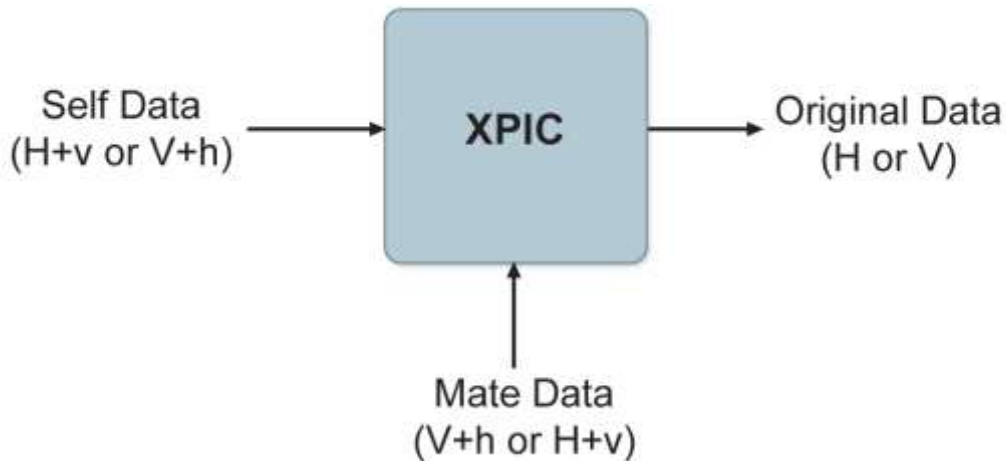 Self Data
(H+v or V+h)
XPIC
Original Data
(H or V)
Mate Data
(V+h or H+v)